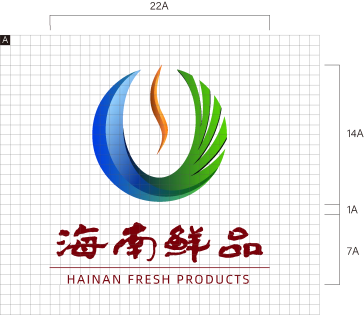 22A
A
14A
1A
7A
海南鲜品
HAINAN FRESH PRODUCTS